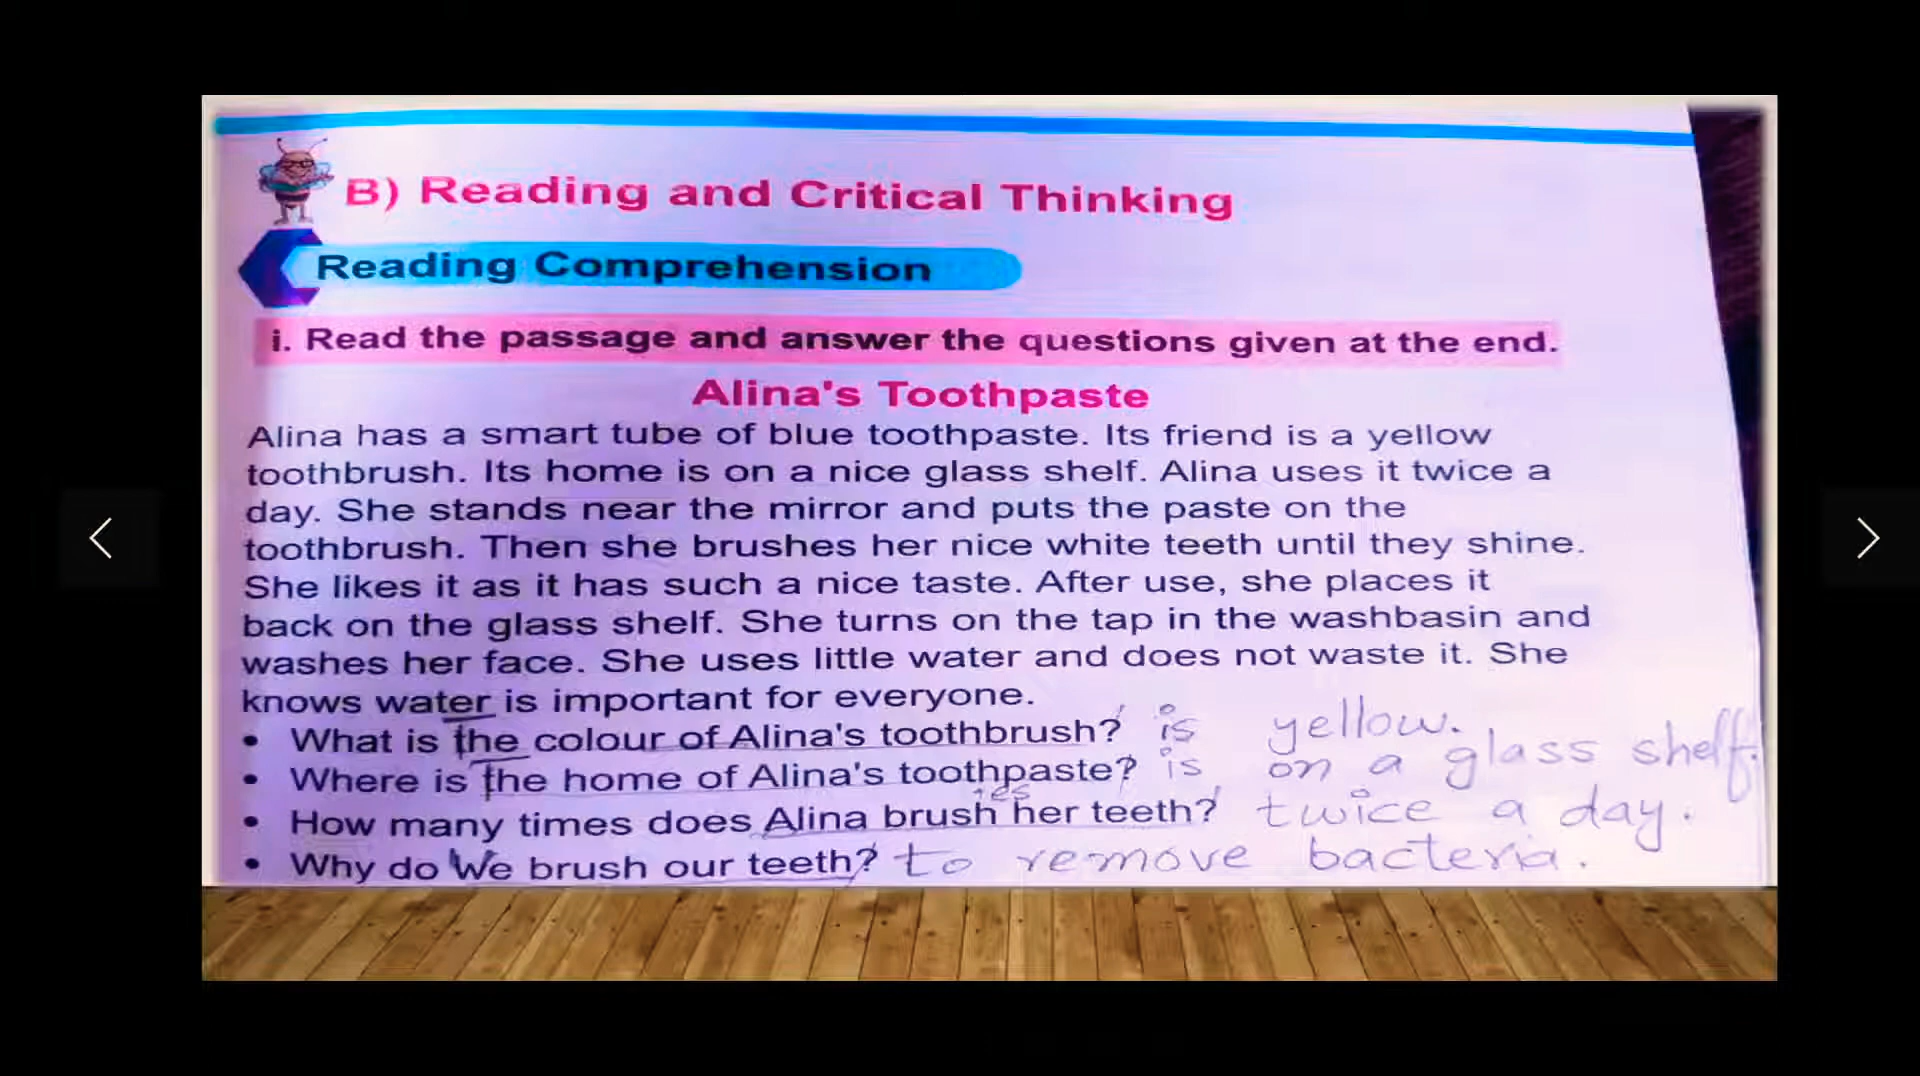 B) Reading and Critical Thinking
Reading Comprehension
i. Read the passage and answer the questions given at the end.
Alina's Toothpaste
Alina has a smart tube of blue toothpaste. Its friend is a yellow
toothbrush. Its home is on a nice glass shelf. Alina uses it twice a
day. She stands near the mirror and puts the paste on the
toothbrush. Then she brushes her nice white teeth until they shine.
She likes it as it has such a nice taste. After use, she places it
back on the glass shelf. She turns on the tap in the washbasin and
washes her face. She uses little water and does not waste it. She
knows water is important for everyone.
• What is the colour of Alina's toothbrush? is yellow.
• Where is the home of Alina's toothpaste? is on a glass shelf.
es
• How many times does Alina brush her teeth? twice a day.
• Why do We brush our teeth? to remove bacteria.